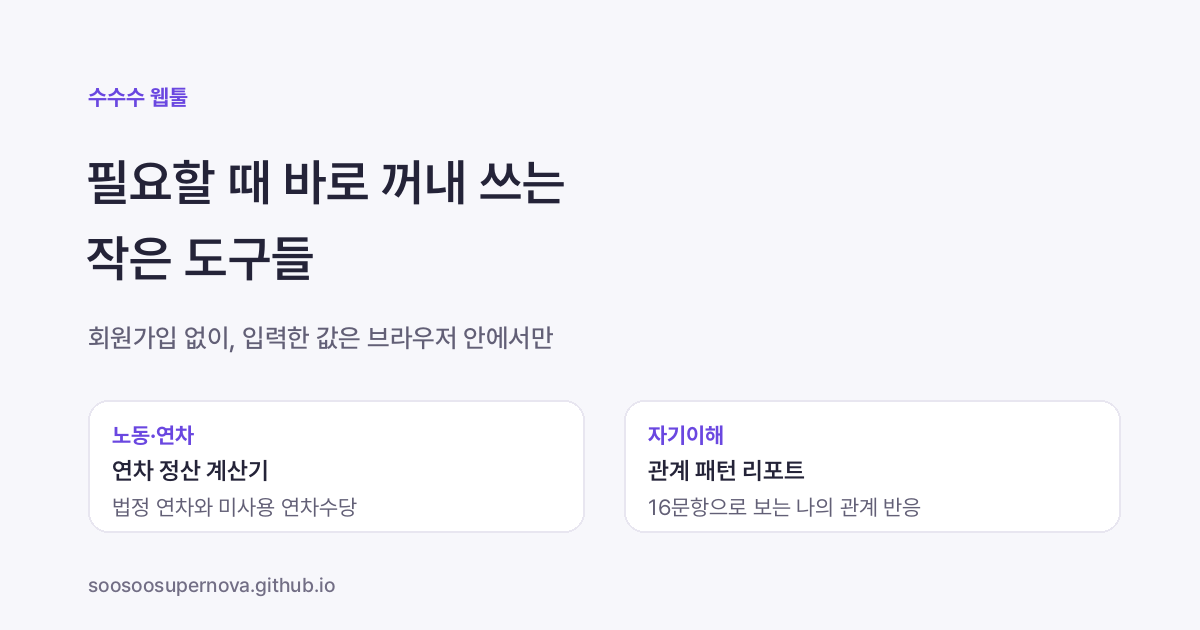 수수수 웹툴
필요할 때 바로 꺼내 쓰는
작은 도구들
회원가입 없이, 입력한 값은 브라우저 안에서만
노동·연차
연차 정산 계산기
법정 연차와 미사용 연차수당
자기이해
관계 패턴 리포트
16문항으로 보는 나의 관계 반응
soosoosupernova.github.io